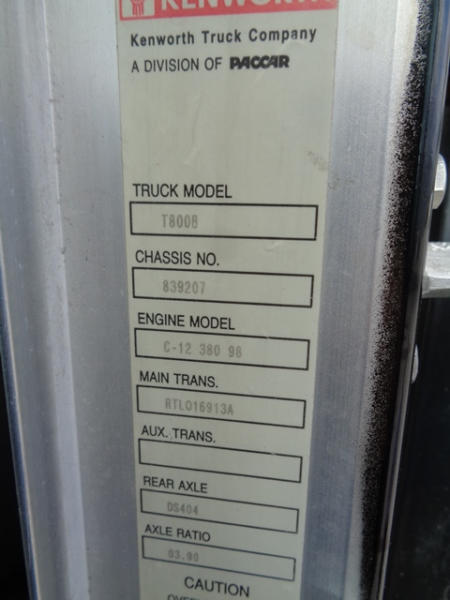 KENWORTH
Kenworth Truck Company
A DIVISION OF PACCAR
TRUCK MODEL
T800B
CHASSIS NO.
839207
ENGINE MODEL
C-12 380 98
MAIN TRANS.
RTLO16913A
AUX. TRANS.
REAR AXLE
DS404
AXLE RATIO
03.90
CAUTION